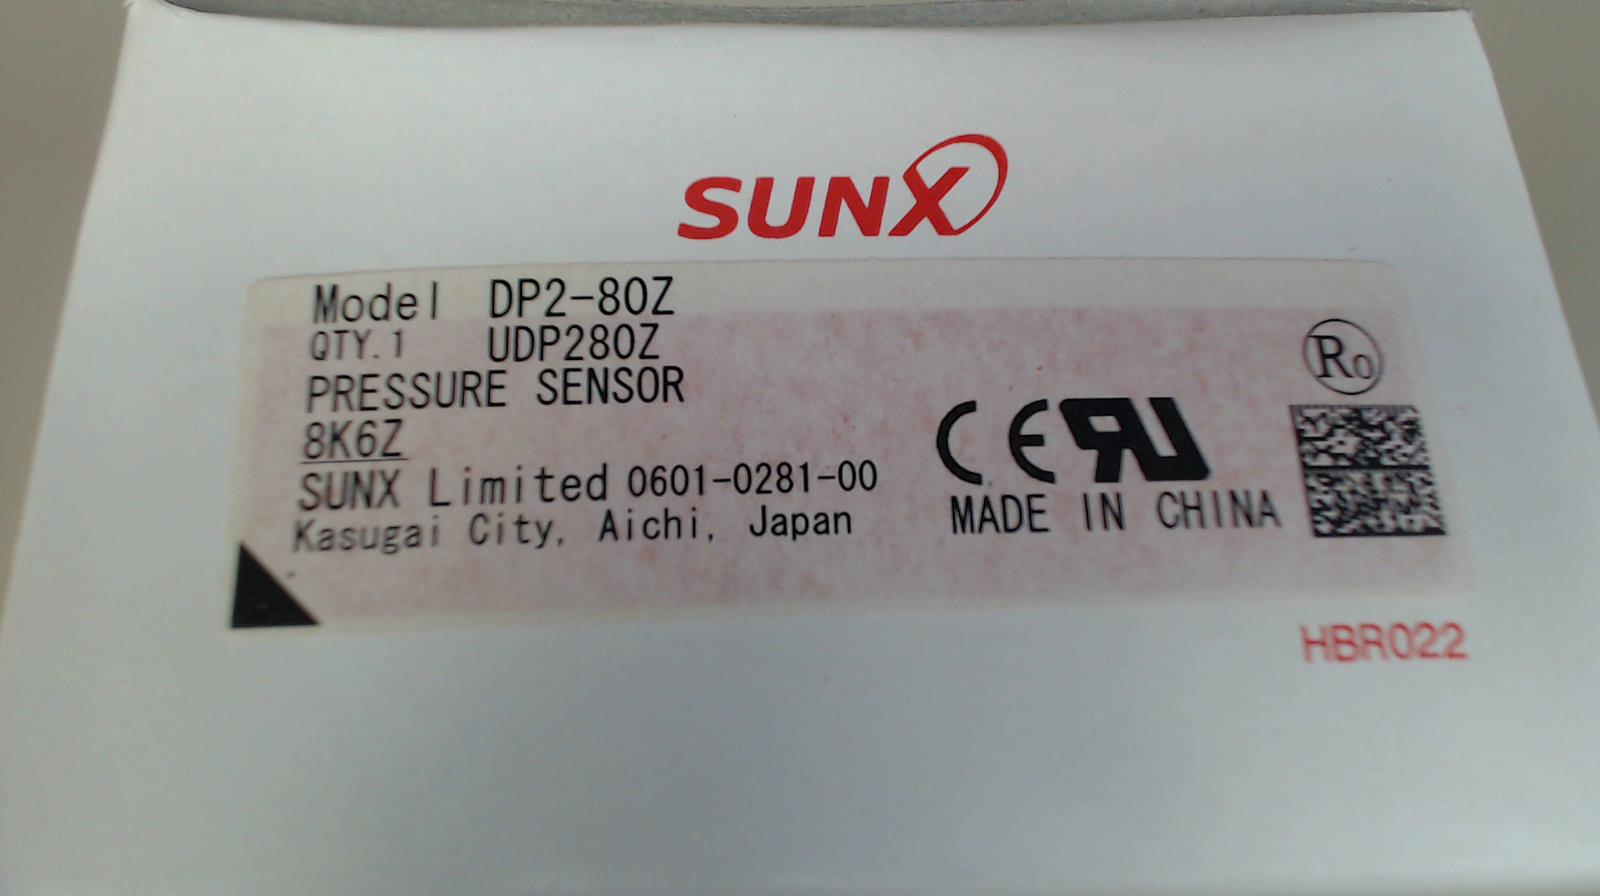 SUNX
Model DP2-80Z
QTY.1 UDP280Z
PRESSURE SENSOR
8K6Z
SUNX Limited 0601-0281-00
Kasugai City, Aichi, Japan
Ro
CE RU
MADE IN CHINA
HBR022